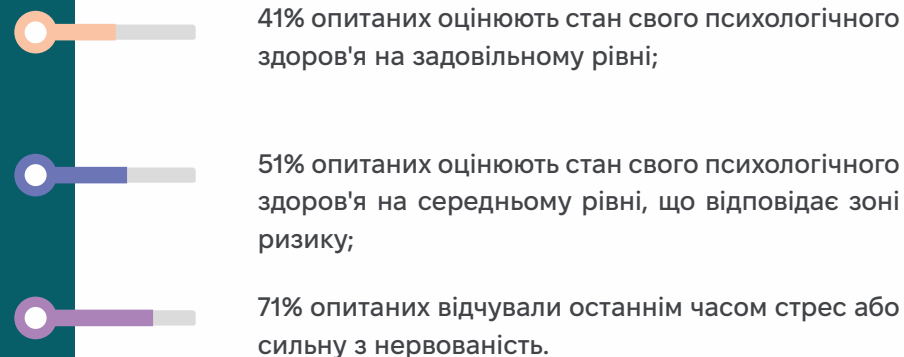 41% опитаних оцінюють стан свого психологічного
здоров'я на задовільному рівні;
51% опитаних оцінюють стан свого психологічного
здоров'я на середньому рівні, що відповідає зоні
ризику;
71% опитаних відчували останнім часом стрес або
сильну з нервованість.